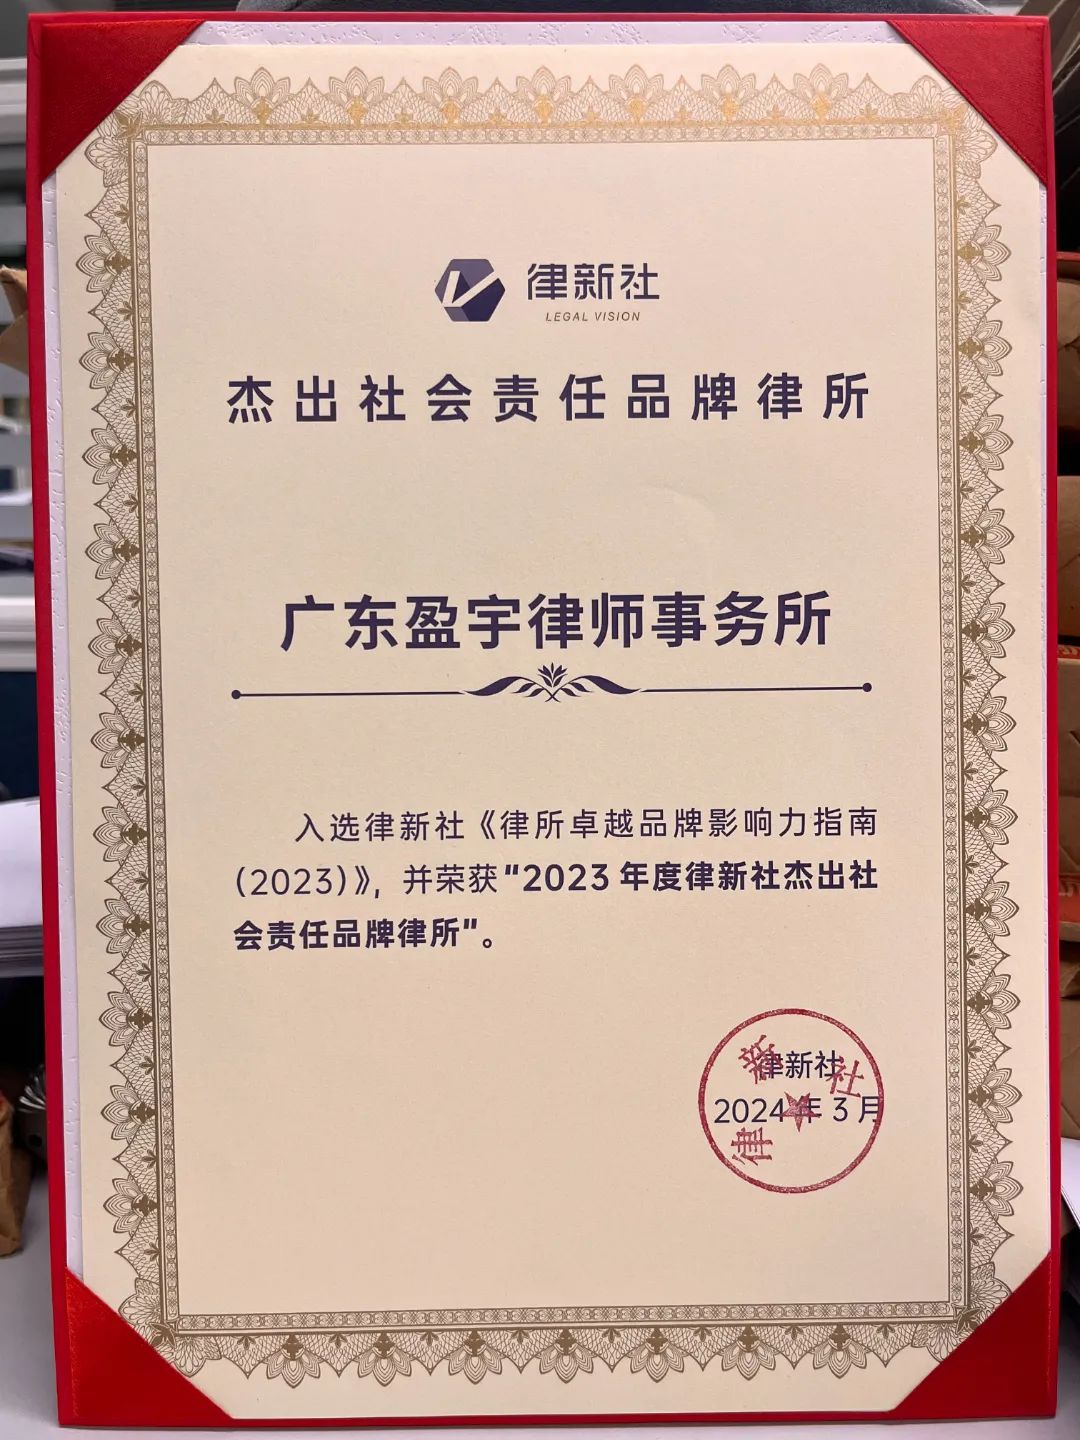 律新社
LEGAL VISION
杰出社会责任品牌律所
广东盈宇律师事务所
入选律新社《律所卓越品牌影响力指南
(2023)》，并荣获“2023年度律新社杰出社
会责任品牌律所”。
律新社
2024年3月
律新社